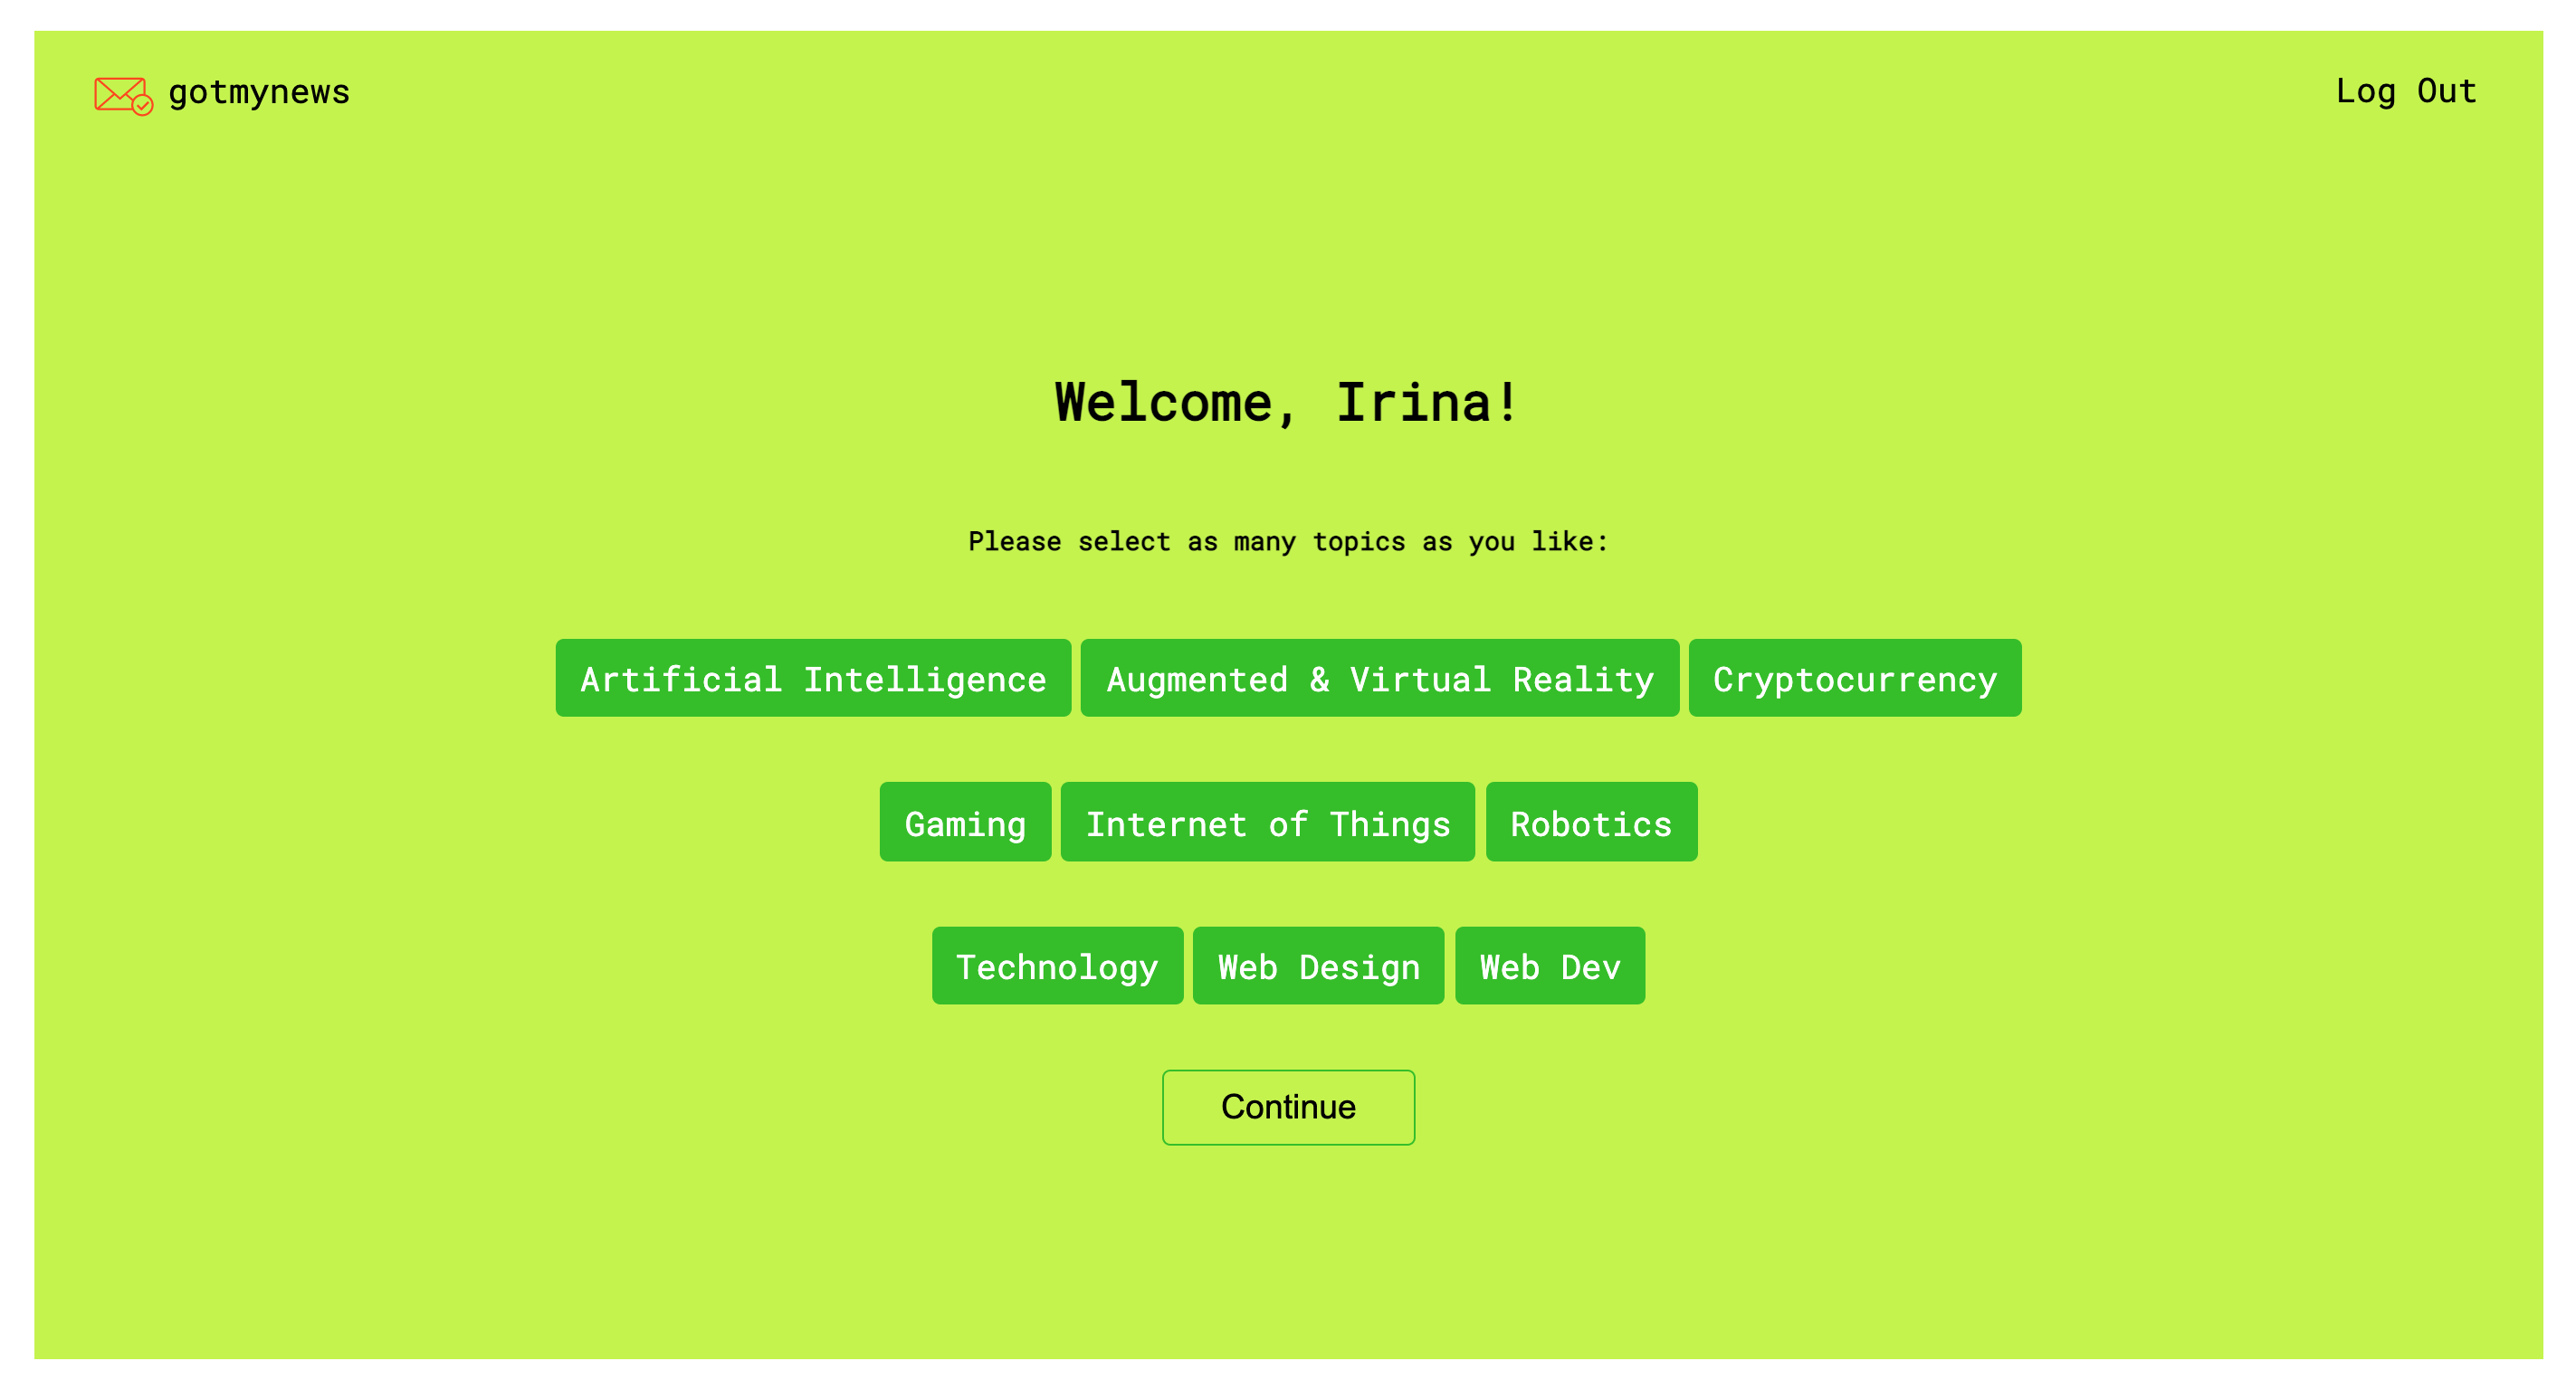 gotmynews Log Out
Welcome, Irina!
Please select as many topics as you like:
Artificial Intelligence Augmented & Virtual Reality Cryptocurrency
Gaming Internet of Things Robotics
Technology Web Design Web Dev
Continue